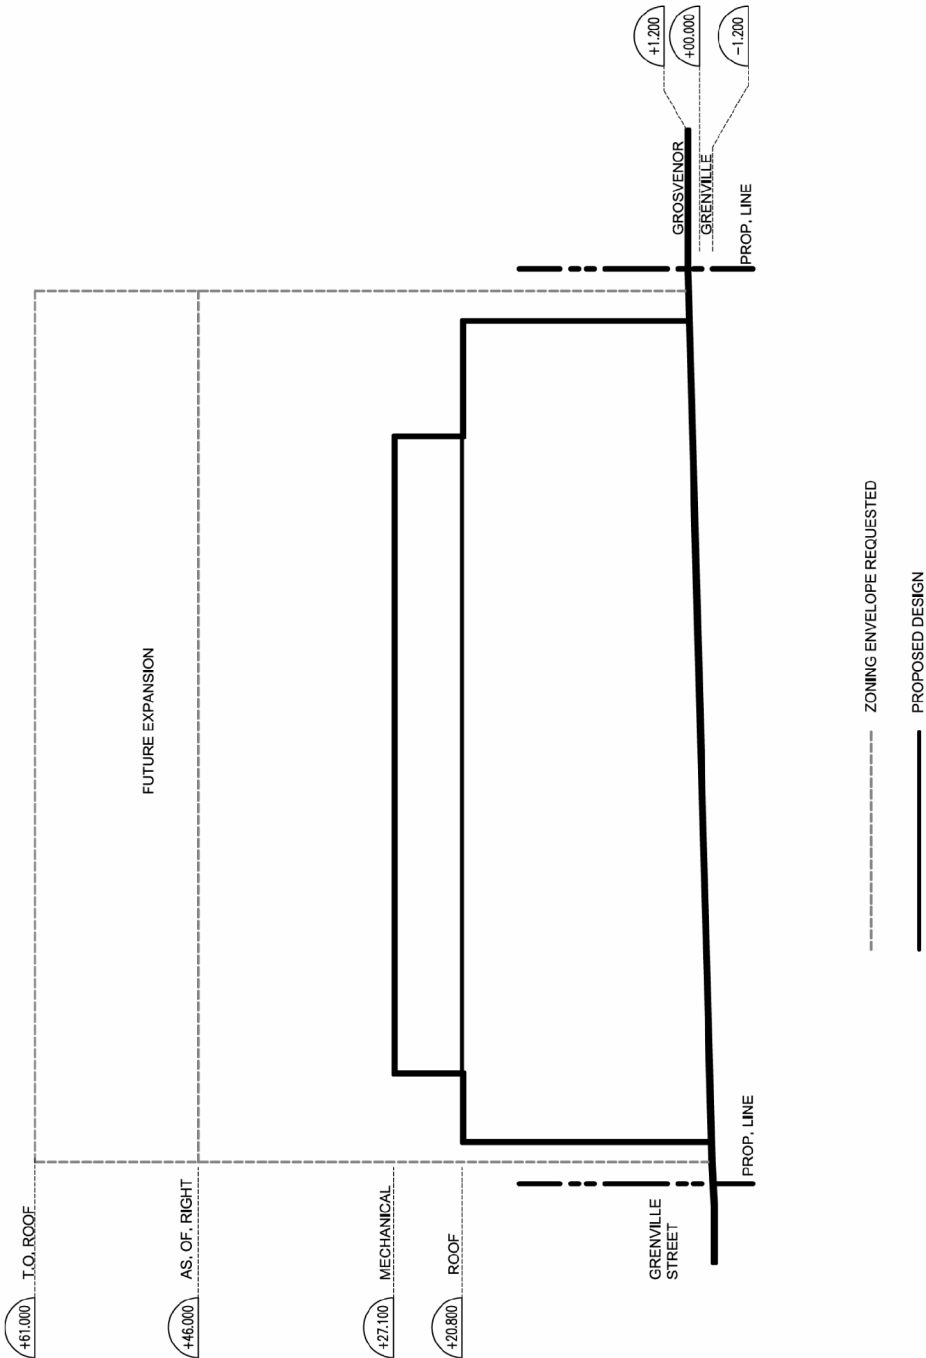 +61.000
T.O. ROOF
+46.000
AS. OF. RIGHT
+27.100
MECHANICAL
+20.800
ROOF
FUTURE EXPANSION
GRENVILLE
STREET
PROP. LINE
GROSVENOR
GRENVILLE
PROP. LINE
+1.200
+00.000
-1.200
ZONING ENVELOPE REQUESTED
PROPOSED DESIGN